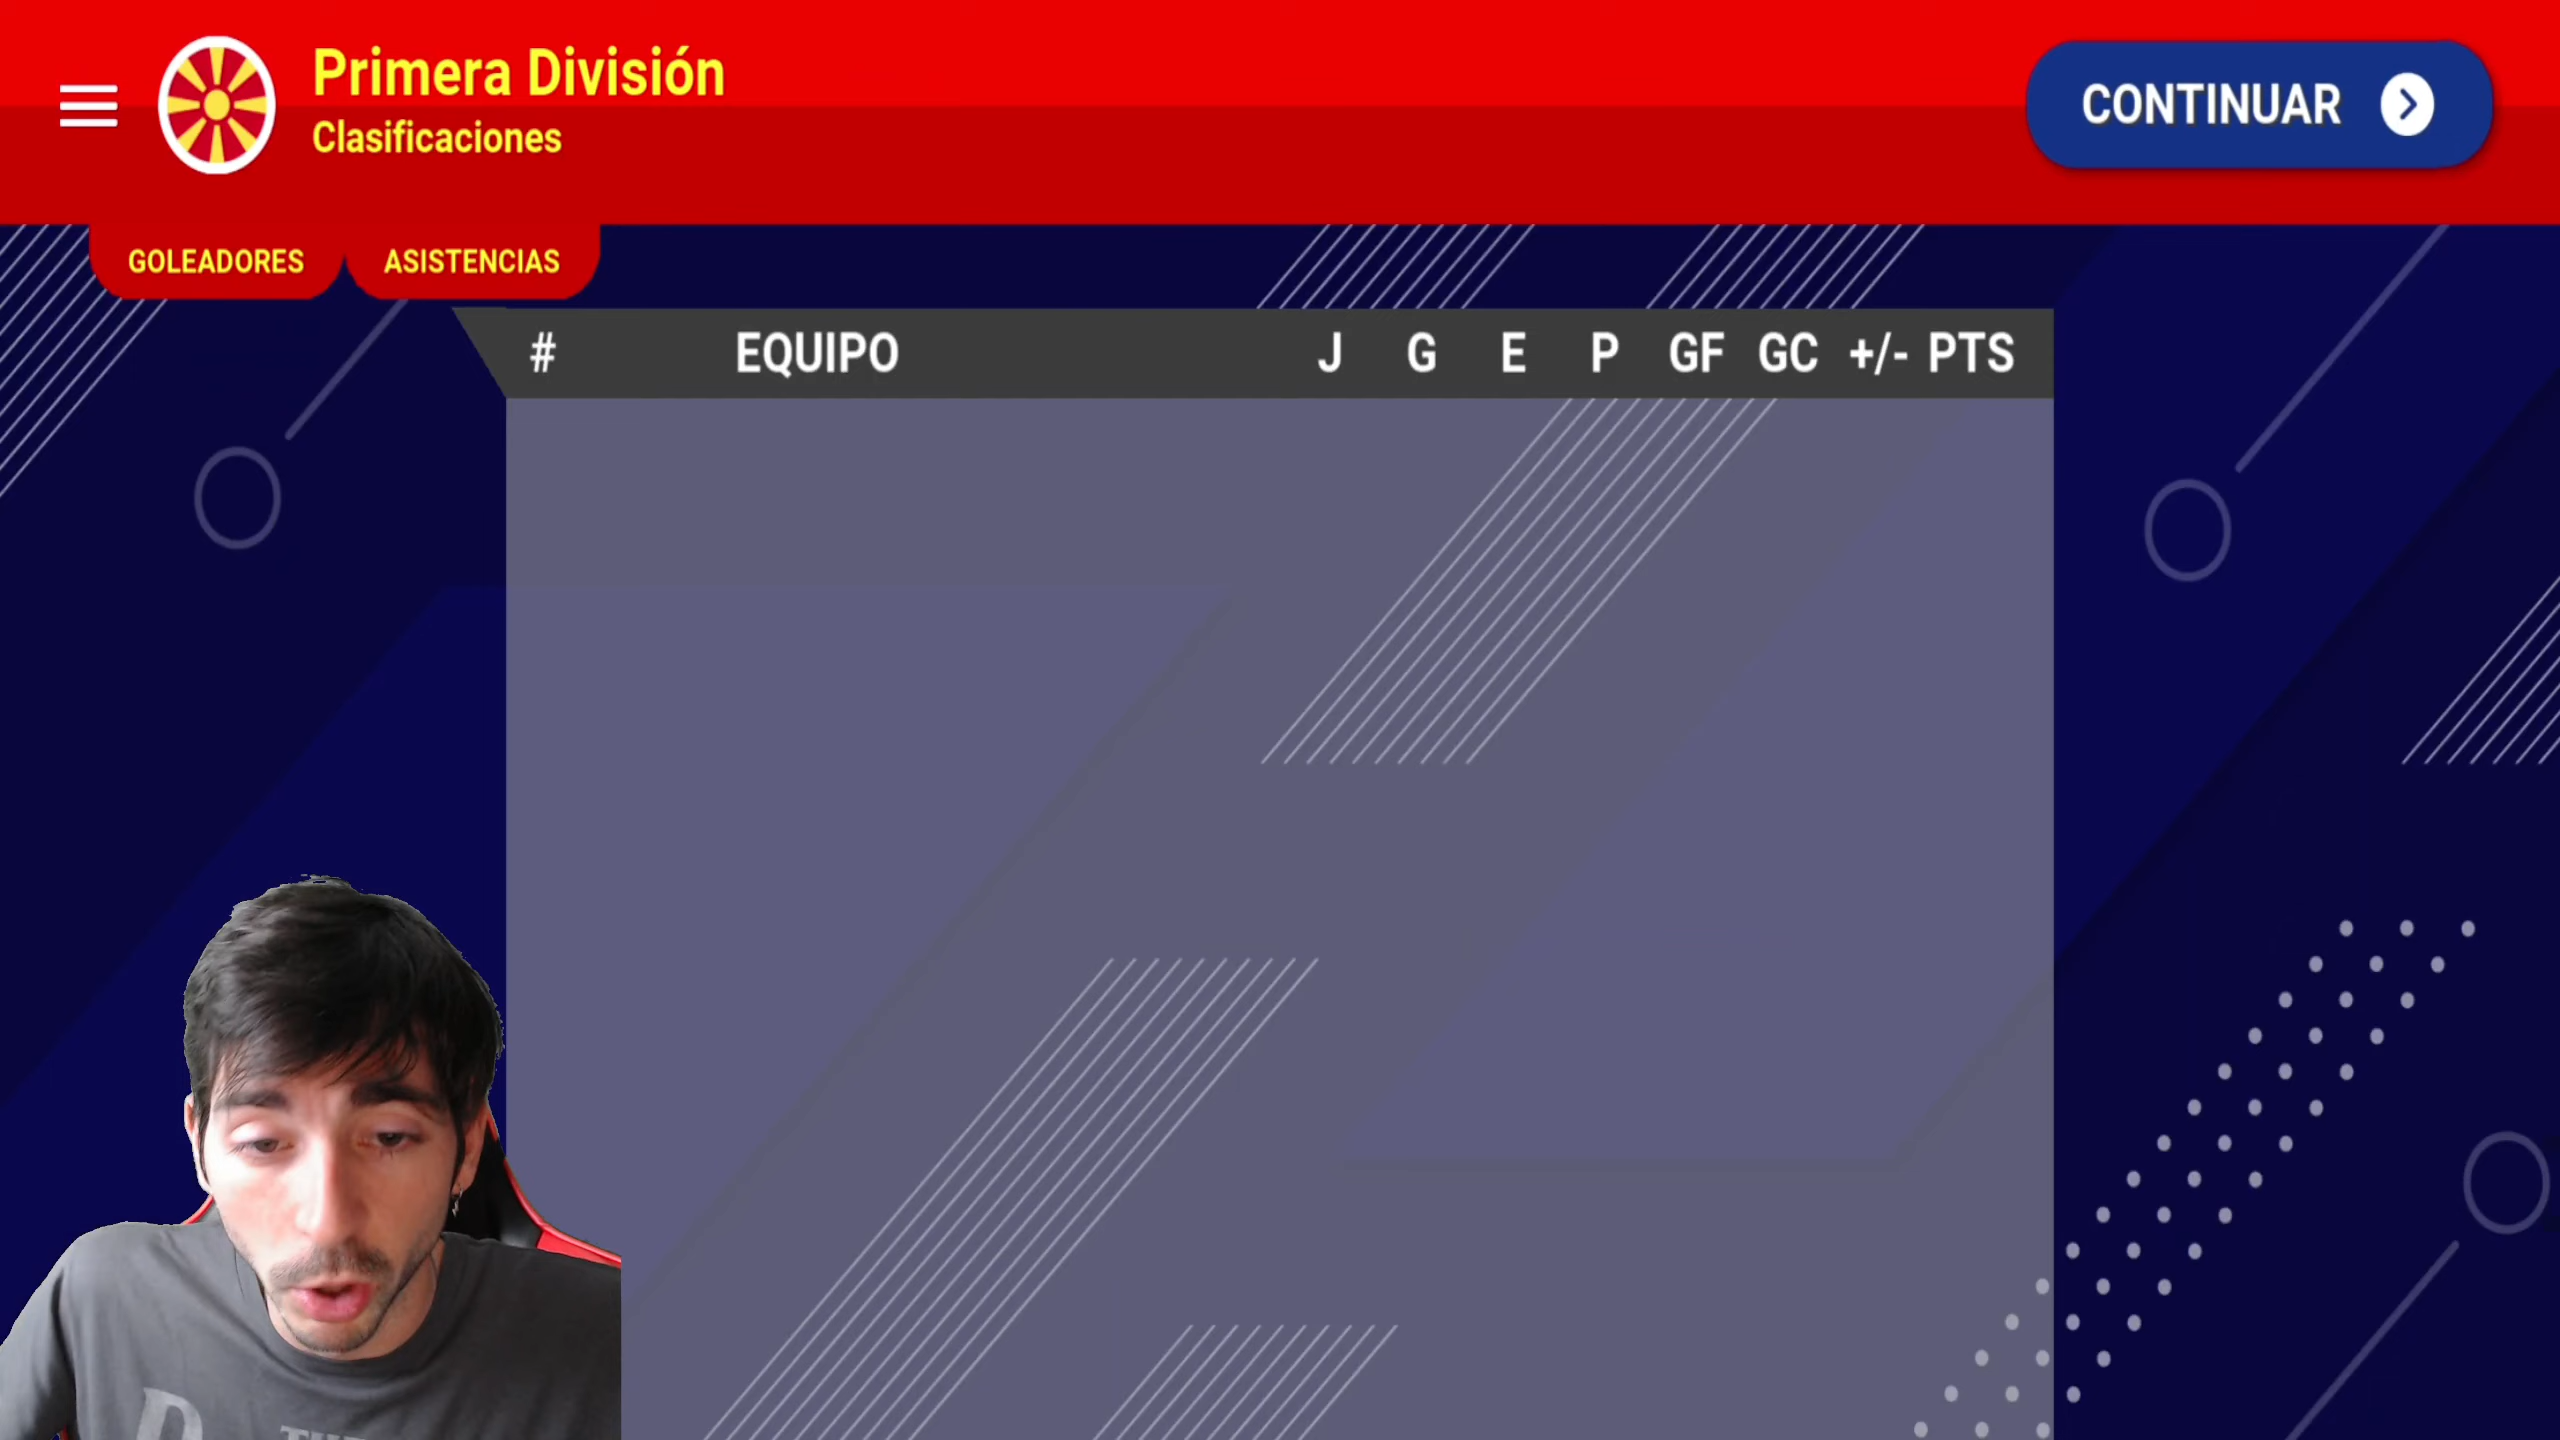 Primera División
Clasificaciones
CONTINUAR
GOLEADORES
ASISTENCIAS
# EQUIPO J G E P GF GC +/- PTS